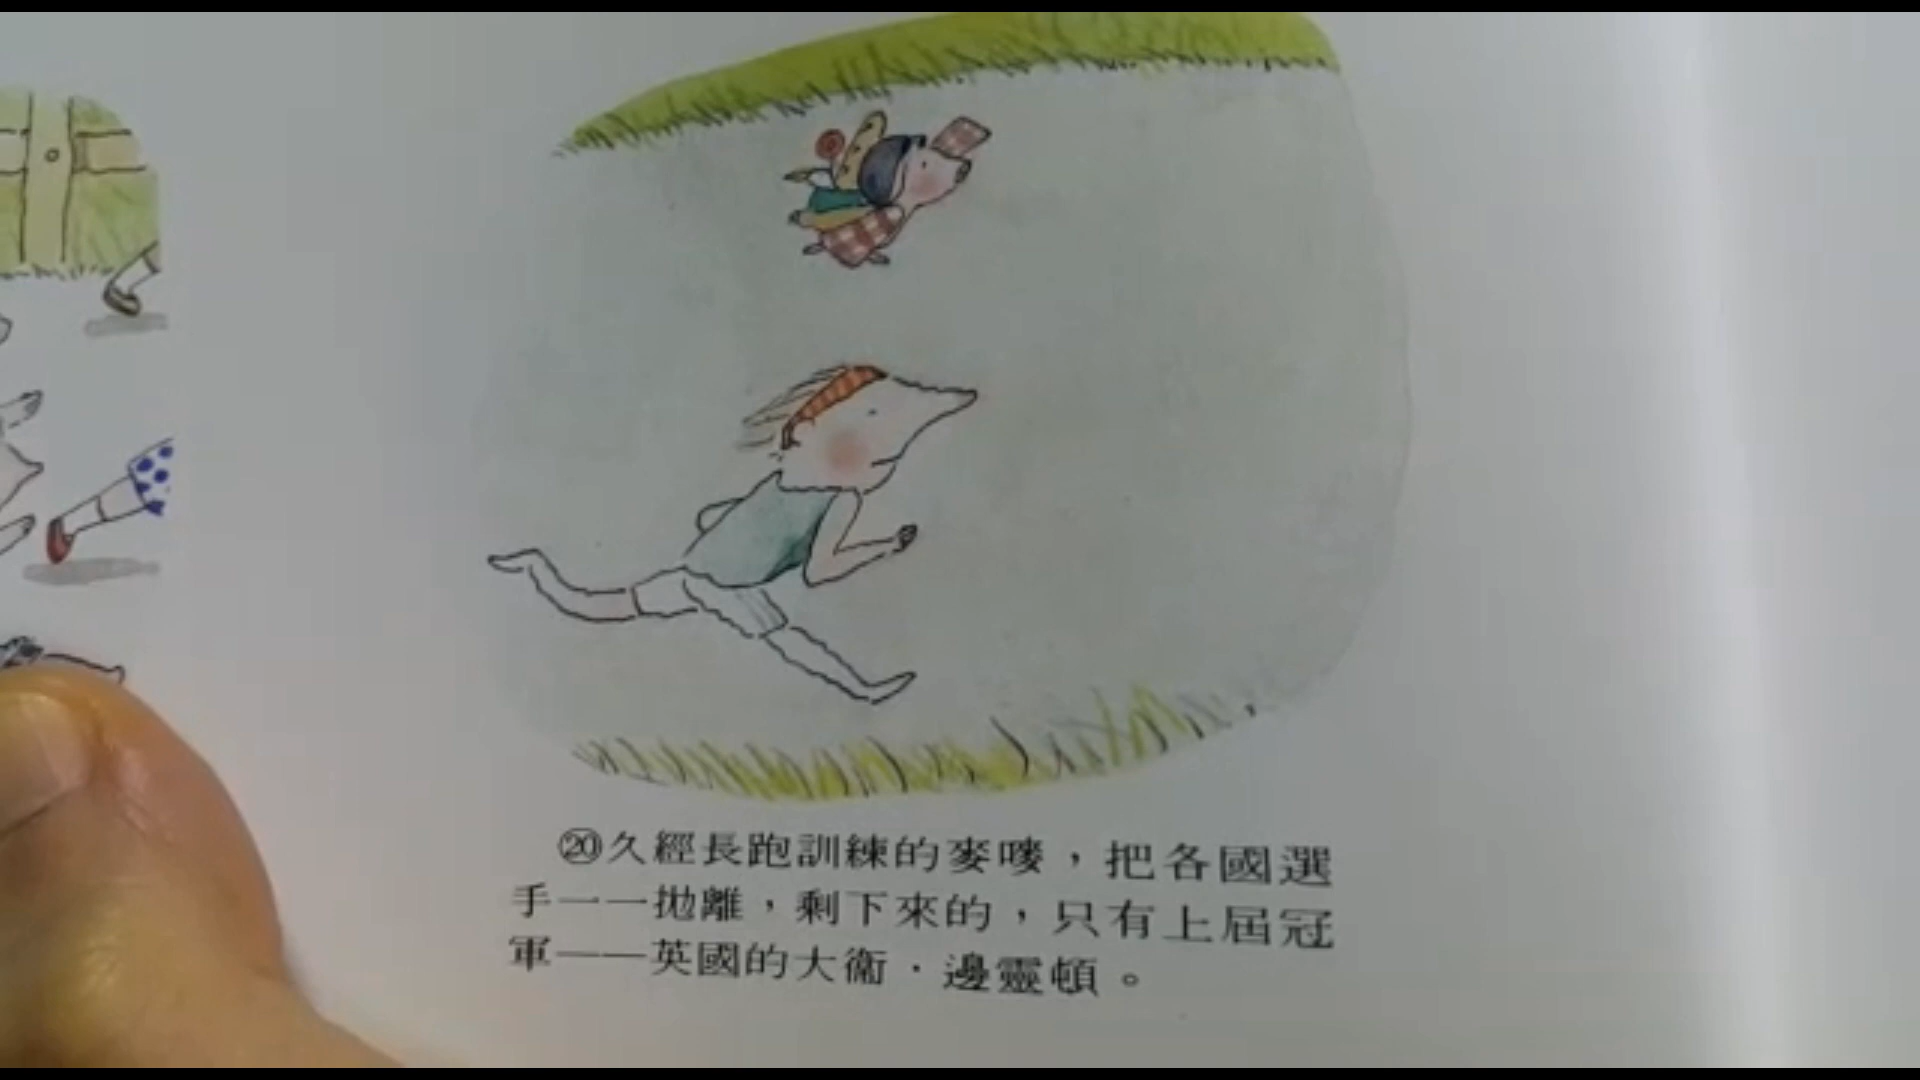 ⑳久經長跑訓練的麥嘜，把各國選
手一一拋離，剩下來的，只有上屆冠
軍——英國的大衞．邊靈頓。